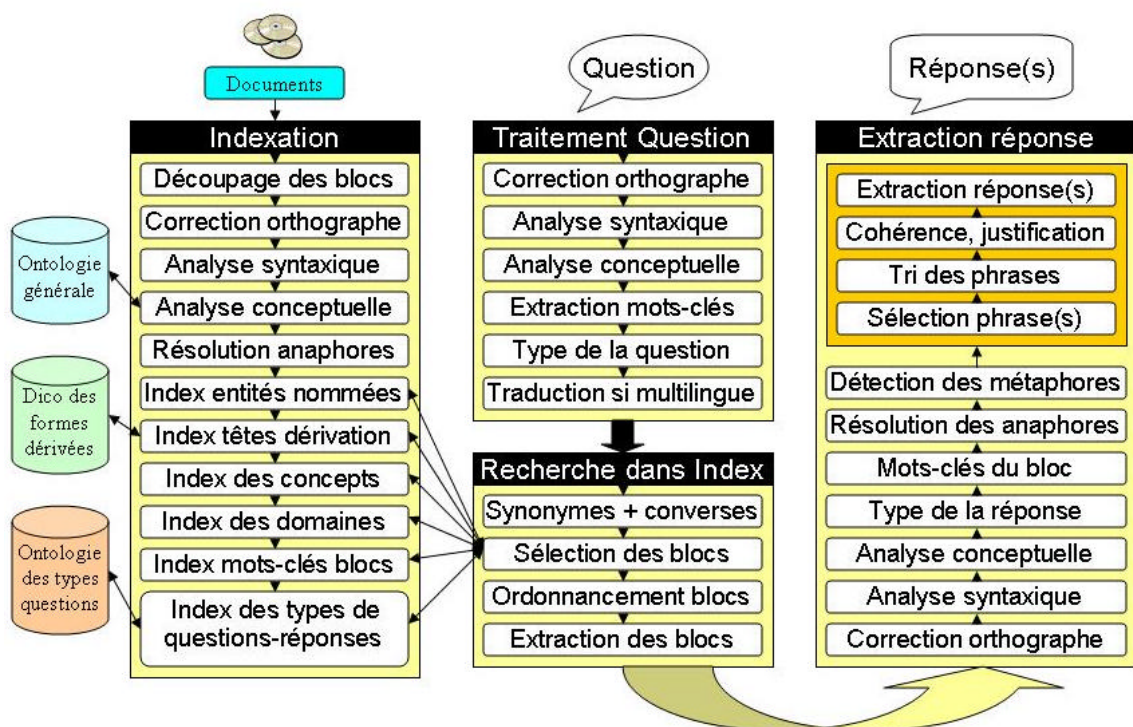 Documents
Question
Réponse(s)
Indexation
Découpage des blocs
Correction orthographe
Analyse syntaxique
Analyse conceptuelle
Résolution anaphores
Index entités nommées
Index têtes dérivation
Index des concepts
Index des domaines
Index mots-clés blocs
Index des types de
questions-réponses
Ontologie
générale
Dico des
formes
dérivées
Ontologie
des types
questions
Traitement Question
Correction orthographe
Analyse syntaxique
Analyse conceptuelle
Extraction mots-clés
Type de la question
Traduction si multilingue
Recherche dans Index
Synonymes + converses
Sélection des blocs
Ordonnancement blocs
Extraction des blocs
Extraction réponse
Extraction réponse(s)
Cohérence, justification
Tri des phrases
Sélection phrase(s)
Détection des métaphores
Résolution des anaphores
Mots-clés du bloc
Type de la réponse
Analyse conceptuelle
Analyse syntaxique
Correction orthographe